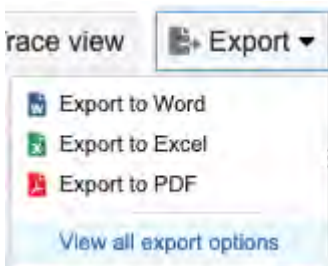 race view Export
Export to Word
Export to Excel
Export to PDF
View all export options